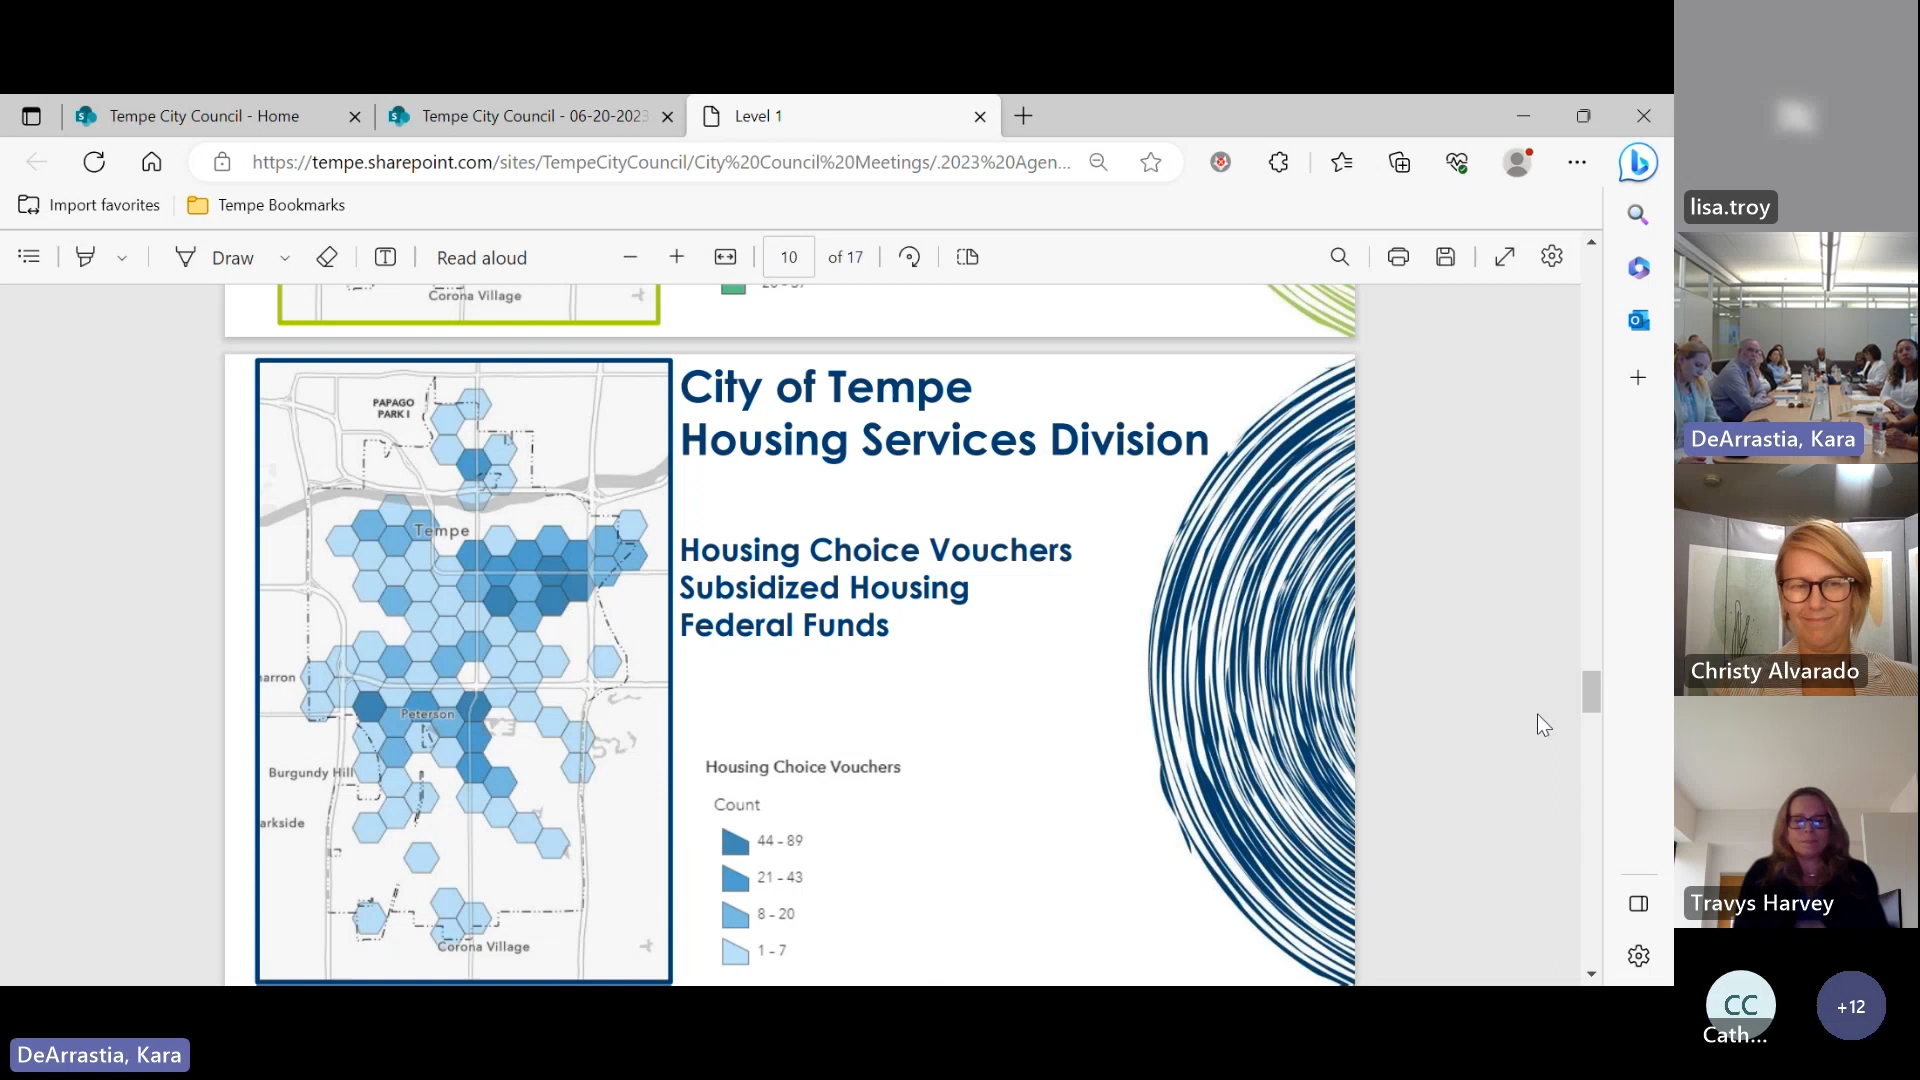 Tempe City Council - Home
Tempe City Council - 06-20-2023
Level 1
https://tempe.sharepoint.com/sites/TempeCityCouncil/City%20Council%20Meetings/.2023%20Agen...
Import favorites
Tempe Bookmarks
Draw
Read aloud
10
of 17
Corona Village
City of Tempe
Housing Services Division
Housing Choice Vouchers
Subsidized Housing
Federal Funds
PAPAGO
PARK I
Tempe
arron
Peterson
Burgundy Hill
arkside
Corona Village
Housing Choice Vouchers
Count
44 - 89
21 - 43
8 - 20
1 - 7
lisa.troy
DeArrastia, Kara
Christy Alvarado
Travys Harvey
CC
Cath...
+12
DeArrastia, Kara